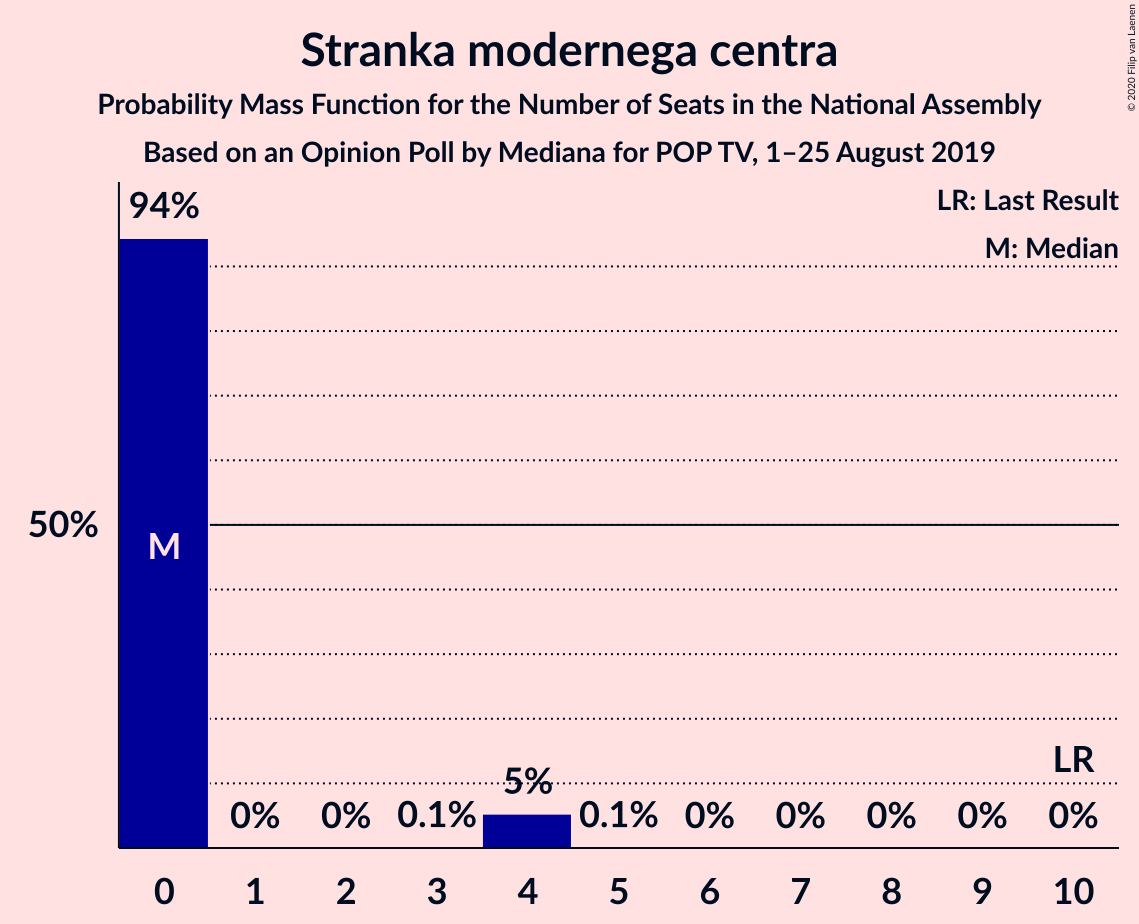 Stranka modernega centra
Probability Mass Function for the Number of Seats in the National Assembly
Based on an Opinion Poll by Mediana for POP TV, 1–25 August 2019
© 2020 Filip van Laenen
LR: Last Result
M: Median
94%
50%
M
LR
5%
0% 0% 0.1% 0.1% 0% 0% 0% 0% 0%
0 1 2 3 4 5 6 7 8 9 10